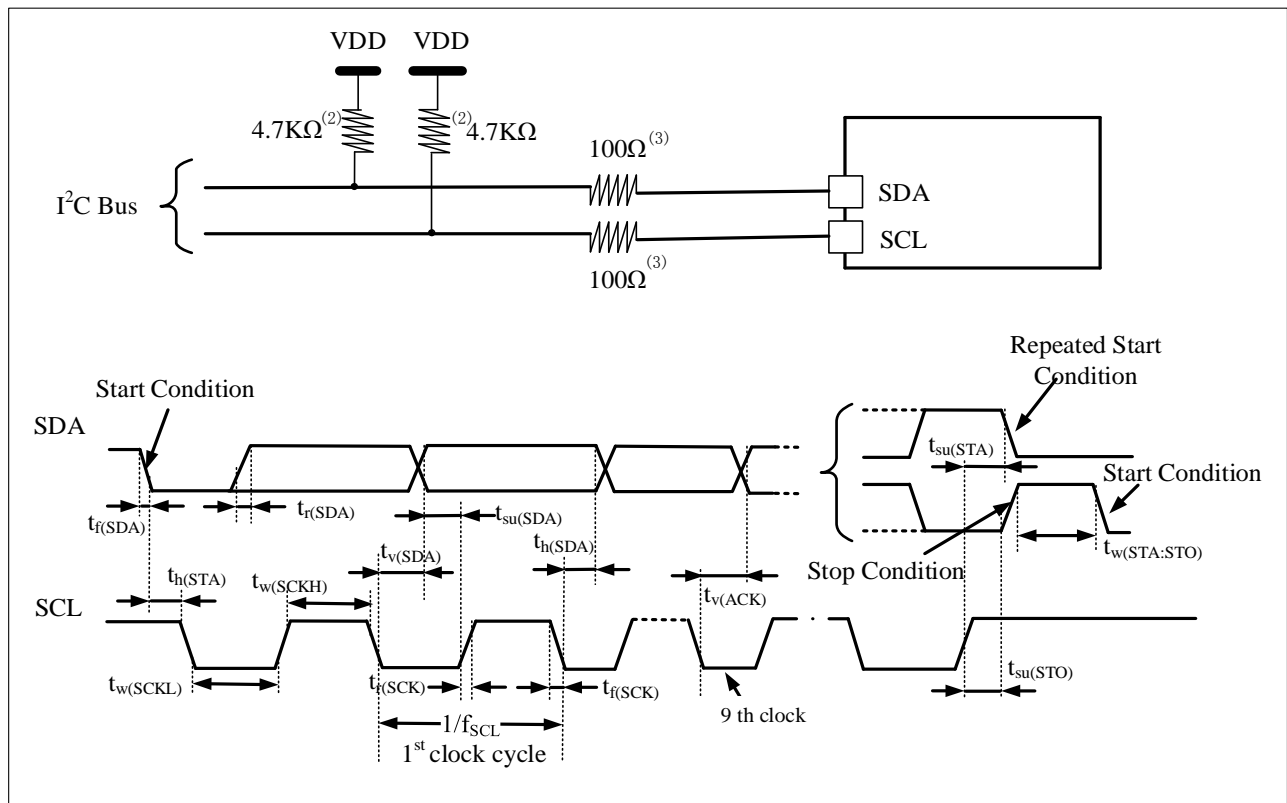 VDD VDD
4.7KΩ(2) (2)4.7KΩ
100Ω(3)
I2C Bus
SDA
SCL
100Ω(3)
Repeated Start
Condition
Start Condition
SDA
tsu(STA)
Start Condition
tf(SDA)
tr(SDA)
tsu(SDA)
tv(SDA)
th(SDA)
tw(STA:STO)
Stop Condition
th(STA)
tw(SCKH)
tv(ACK)
SCL
tw(SCKL)
tr(SCK)
tf(SCK)
tsu(STO)
9 th clock
1/fSCL
1st clock cycle